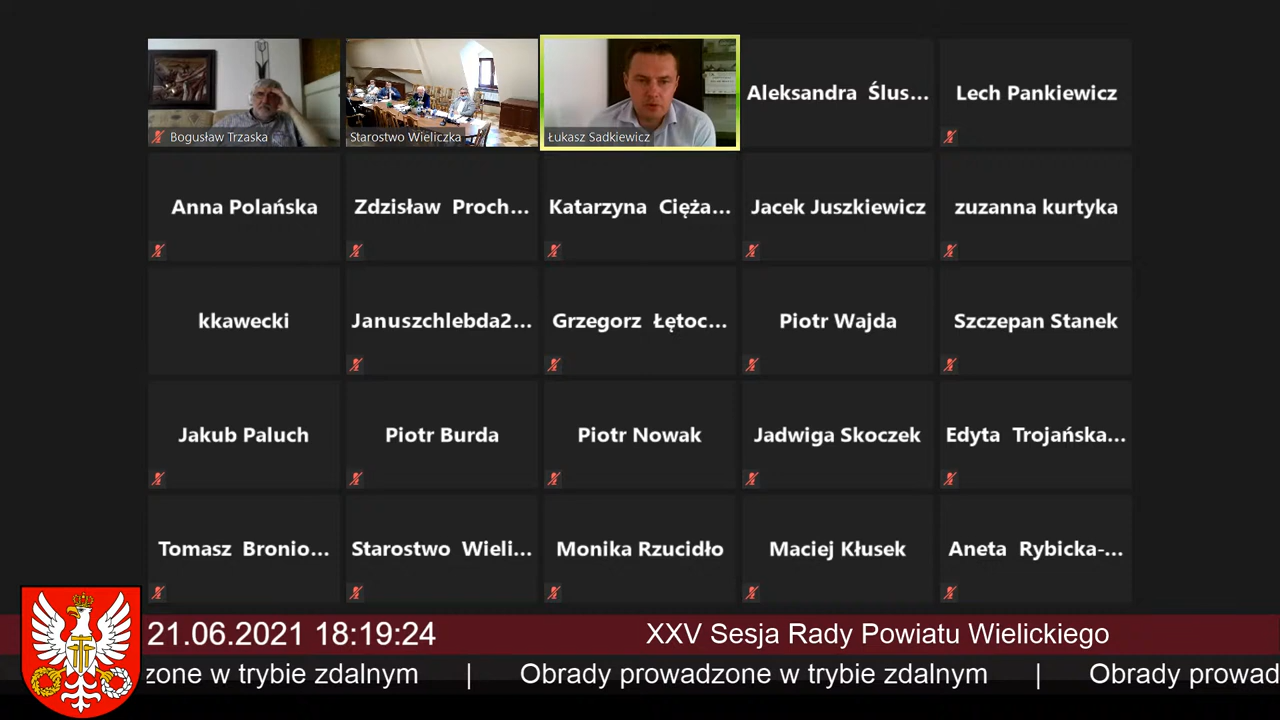 Bogusław Trzaska
Starostwo Wieliczka
Łukasz Sadkiewicz
Aleksandra Ślus...
Lech Pankiewicz
Anna Polańska
Zdzisław Proch...
Katarzyna Cięża...
Jacek Juszkiewicz
zuzanna kurtyka
kkawecki
Januszchlebda2...
Grzegorz Łętoc...
Piotr Wajda
Szczepan Stanek
Jakub Paluch
Piotr Burda
Piotr Nowak
Jadwiga Skoczek
Edyta Trojańska...
Tomasz Bronio...
Starostwo Wieli...
Monika Rzucidło
Maciej Kłusek
Aneta Rybicka-...
21.06.2021 18:19:24
XXV Sesja Rady Powiatu Wielickiego
zone w trybie zdalnym | Obrady prowadzone w trybie zdalnym | Obrady prowad